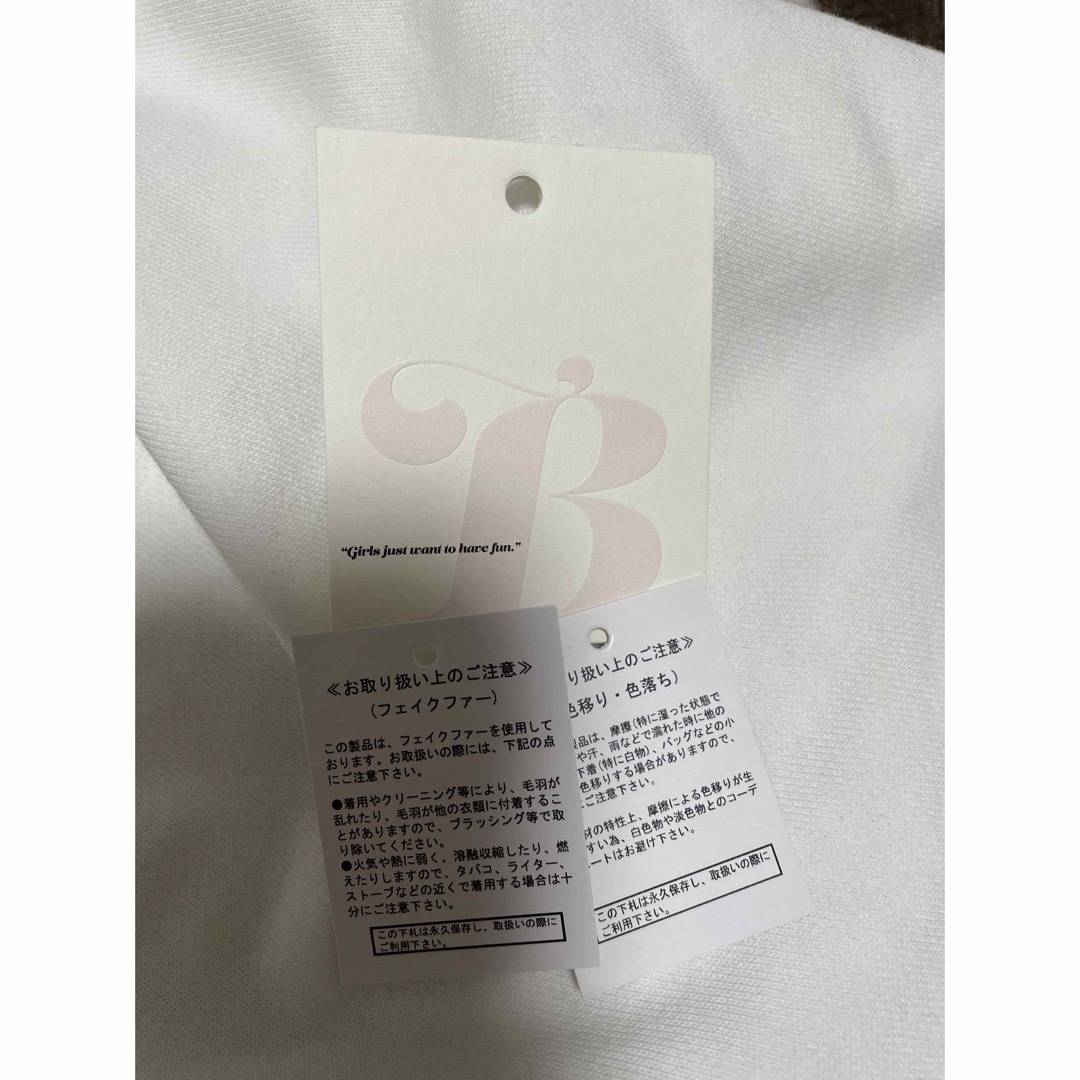 B
“Girls just want to have fun.”
≪お取り扱い上のご注意≫
(フェイクファー)
この製品は、フェイクファーを使用して
おります。お取扱いの際には、下記の点
にご注意下さい。
●着用やクリーニング等により、毛羽が
乱れたり、毛羽が他の衣類に付着するこ
とがありますので、ブラッシング等で取
り除いてください。
●火気や熱に弱く、溶融収縮したり、燃
えたりしますので、タバコ、ライター、
ストーブなどの近くで着用する場合は十
分にご注意下さい。
この下札は永久保存し、取扱いの際に
ご利用下さい。
り扱い上のご注意≫
色移り・色落ち)
製品は、摩擦(特に湿った状態で
や汗、雨などで濡れた時に他の
下着(特に白物)、バッグなどの小
色移りする場合がありますので、
ご注意下さい。
材の特性上、摩擦による色移りが生
すい為、白色物や淡色物とのコーデ
ートはお避け下さい。
この下札は永久保存し、取扱いの際に
ご利用下さい。